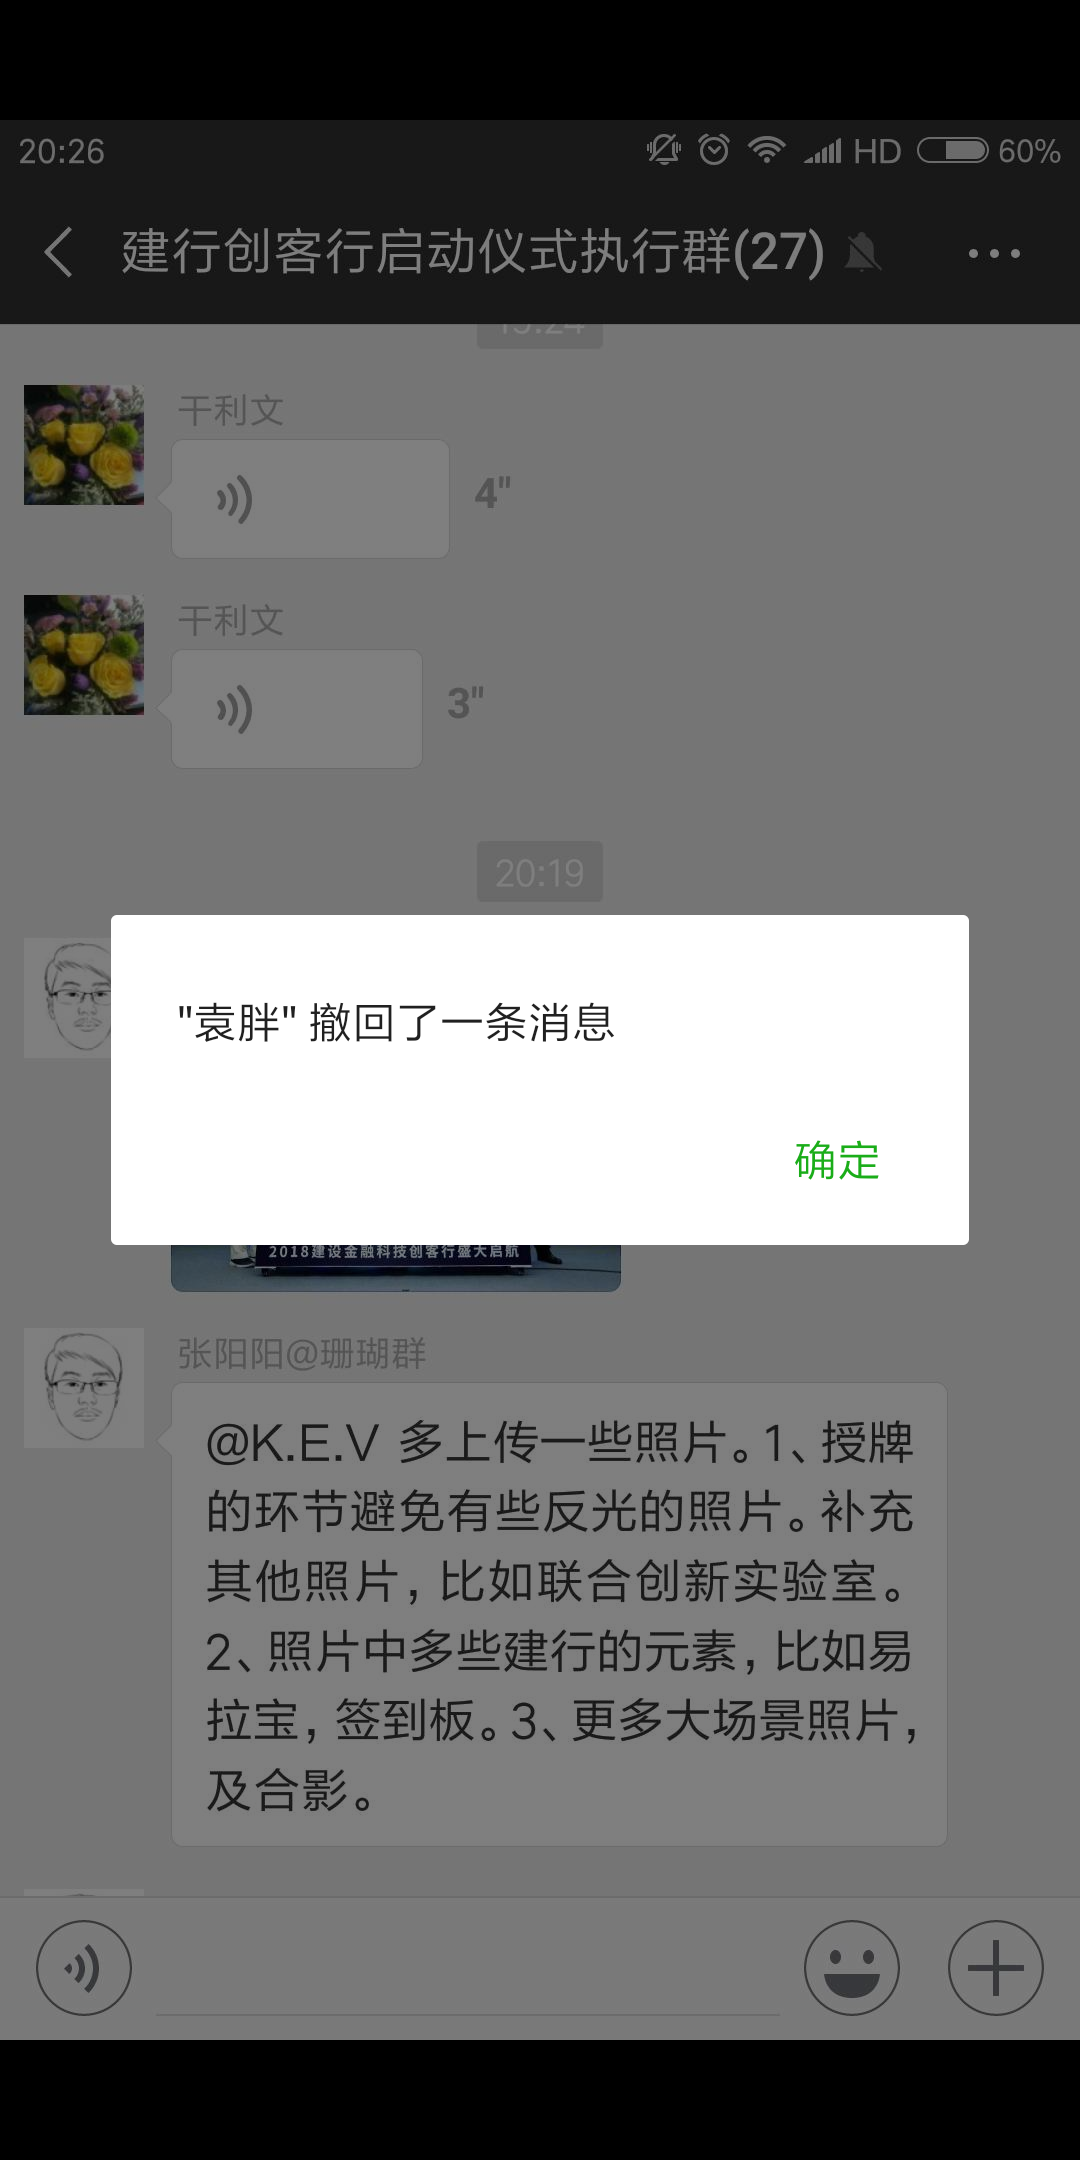 20:26
HD
60%
建行创客行启动仪式执行群(27)
干利文
4"
干利文
3"
20:19
"袁胖" 撤回了一条消息
确定
2018建设金融科技创客行盛大启航
张阳阳@珊瑚群
@K.E.V 多上传一些照片。1、授牌
的环节避免有些反光的照片。补充
其他照片，比如联合创新实验室。
2、照片中多些建行的元素，比如易
拉宝，签到板。3、更多大场景照片，
及合影。